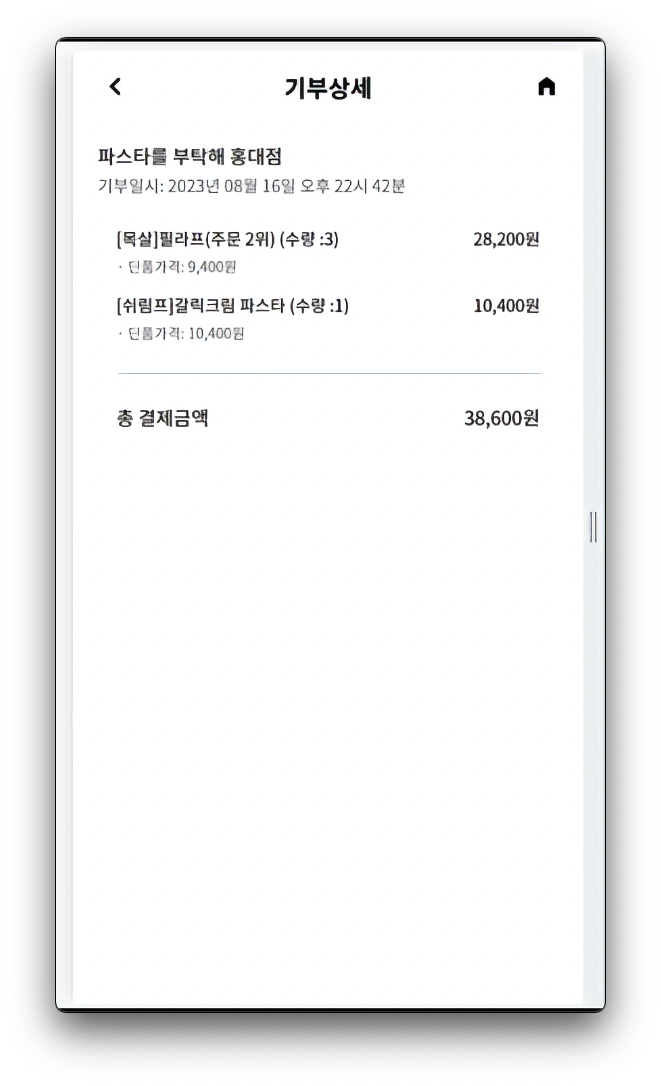 기부상세
파스타를 부탁해 홍대점
기부일시: 2023년 08월 16일 오후 22시 42분
[목살]필라프(주문 2위) (수량 :3) 28,200원
· 단품가격: 9,400원
[쉬림프]갈릭크림 파스타 (수량 :1) 10,400원
· 단품가격: 10,400원
총 결제금액 38,600원